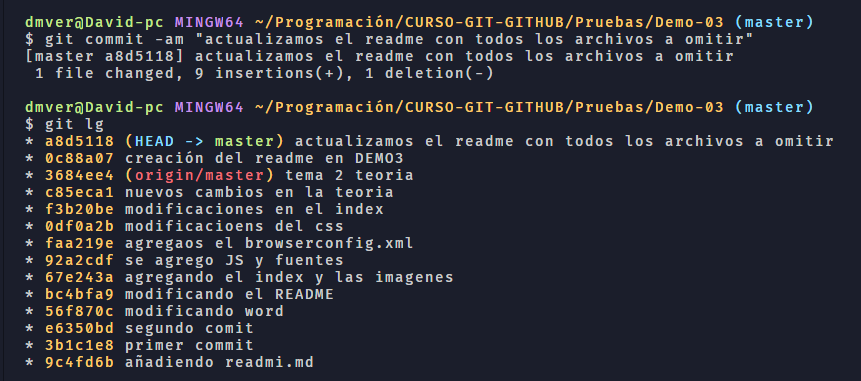 dmver@David-pc MINGW64 ~/Programación/CURSO-GIT-GITHUB/Pruebas/Demo-03 (master)
$ git commit -am "actualizamos el readme con todos los archivos a omitir"
[master a8d5118] actualizamos el readme con todos los archivos a omitir
 1 file changed, 9 insertions(+), 1 deletion(-)
dmver@David-pc MINGW64 ~/Programación/CURSO-GIT-GITHUB/Pruebas/Demo-03 (master)
$ git lg
* a8d5118 (HEAD -> master) actualizamos el readme con todos los archivos a omitir
* 0c88a07 creación del readme en DEMO3
* 3684ee4 (origin/master) tema 2 teoria
* c85eca1 nuevos cambios en la teoria
* f3b20be modificaciones en el index
* 0df0a2b modificacioens del css
* faa219e agregaos el browserconfig.xml
* 92a2cdf se agrego JS y fuentes
* 67e243a agregando el index y las imagenes
* bc4bfa9 modificando el README
* 56f870c modificando word
* e6350bd segundo comit
* 3b1c1e8 primer commit
* 9c4fd6b añadiendo readmi.md